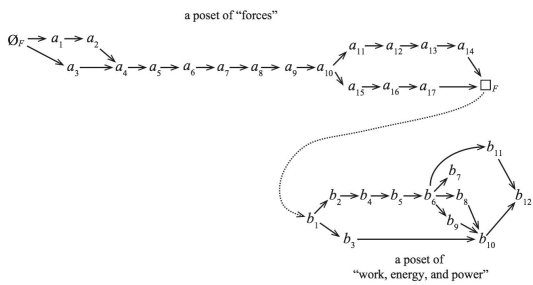 a poset of “forces”
a₁₁ a₁₂ a₁₃ a₁₄
Ø_F a₁ a₂
a₃ a₄ a₅ a₆ a₇ a₈ a₉ a₁₀
a₁₅ a₁₆ a₁₇ □_F
b₁₁
b₇
b₂ b₄ b₅ b₆ b₈ b₁₂
b₁ b₉
b₃ b₁₀
a poset of
“work, energy, and power”